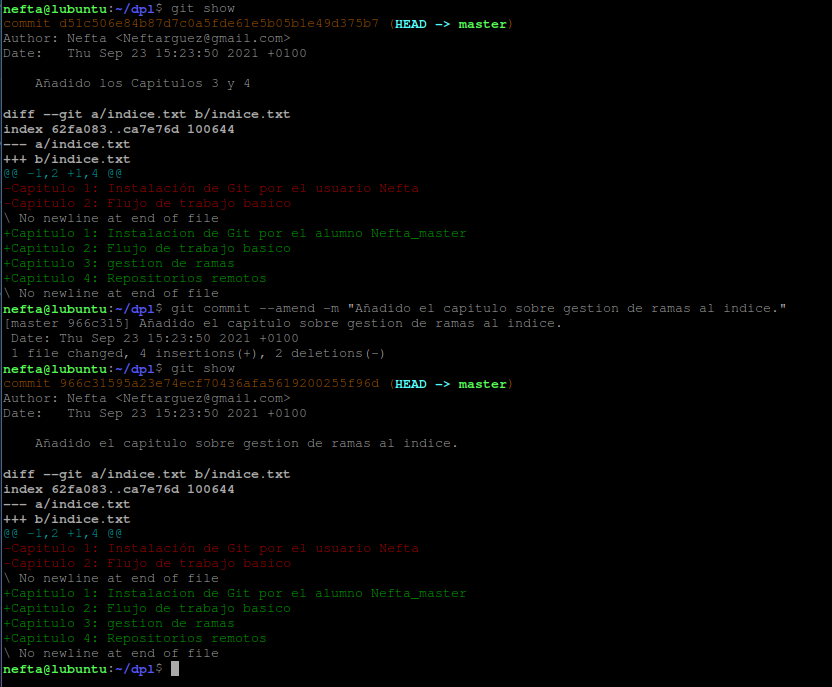 nefta@lubuntu:~/dpl$ git show
commit d51c506e84b87d7c0a5fde61e5b05b1e49d375b7 (HEAD -> master)
Author: Nefta <Neftarguez@gmail.com>
Date:   Thu Sep 23 15:23:50 2021 +0100
    Añadido los Capitulos 3 y 4
diff --git a/indice.txt b/indice.txt
index 62fa083..ca7e76d 100644
--- a/indice.txt
+++ b/indice.txt
@@ -1,2 +1,4 @@
-Capitulo 1: Instalación de Git por el usuario Nefta
-Capitulo 2: Flujo de trabajo basico
\ No newline at end of file
+Capitulo 1: Instalacion de Git por el alumno Nefta_master
+Capitulo 2: Flujo de trabajo basico
+Capitulo 3: gestion de ramas
+Capitulo 4: Repositorios remotos
\ No newline at end of file
nefta@lubuntu:~/dpl$ git commit --amend -m "Añadido el capitulo sobre gestion de ramas al indice."
[master 966c315] Añadido el capitulo sobre gestion de ramas al indice.
 Date: Thu Sep 23 15:23:50 2021 +0100
 1 file changed, 4 insertions(+), 2 deletions(-)
nefta@lubuntu:~/dpl$ git show
commit 966c31595a23e74ecf70436afa5619200255f96d (HEAD -> master)
Author: Nefta <Neftarguez@gmail.com>
Date:   Thu Sep 23 15:23:50 2021 +0100
    Añadido el capitulo sobre gestion de ramas al indice.
diff --git a/indice.txt b/indice.txt
index 62fa083..ca7e76d 100644
--- a/indice.txt
+++ b/indice.txt
@@ -1,2 +1,4 @@
-Capitulo 1: Instalación de Git por el usuario Nefta
-Capitulo 2: Flujo de trabajo basico
\ No newline at end of file
+Capitulo 1: Instalacion de Git por el alumno Nefta_master
+Capitulo 2: Flujo de trabajo basico
+Capitulo 3: gestion de ramas
+Capitulo 4: Repositorios remotos
\ No newline at end of file
nefta@lubuntu:~/dpl$